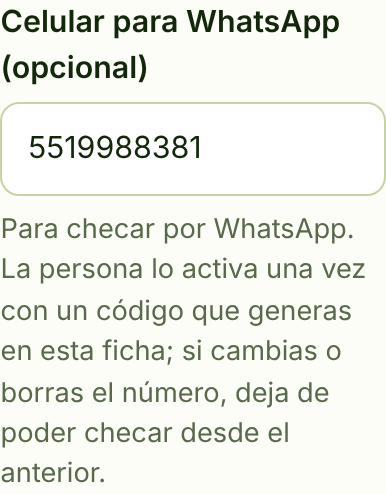 Celular para WhatsApp
(opcional)
5519988381
Para checar por WhatsApp.
La persona lo activa una vez
con un código que generas
en esta ficha; si cambias o
borras el número, deja de
poder checar desde el
anterior.